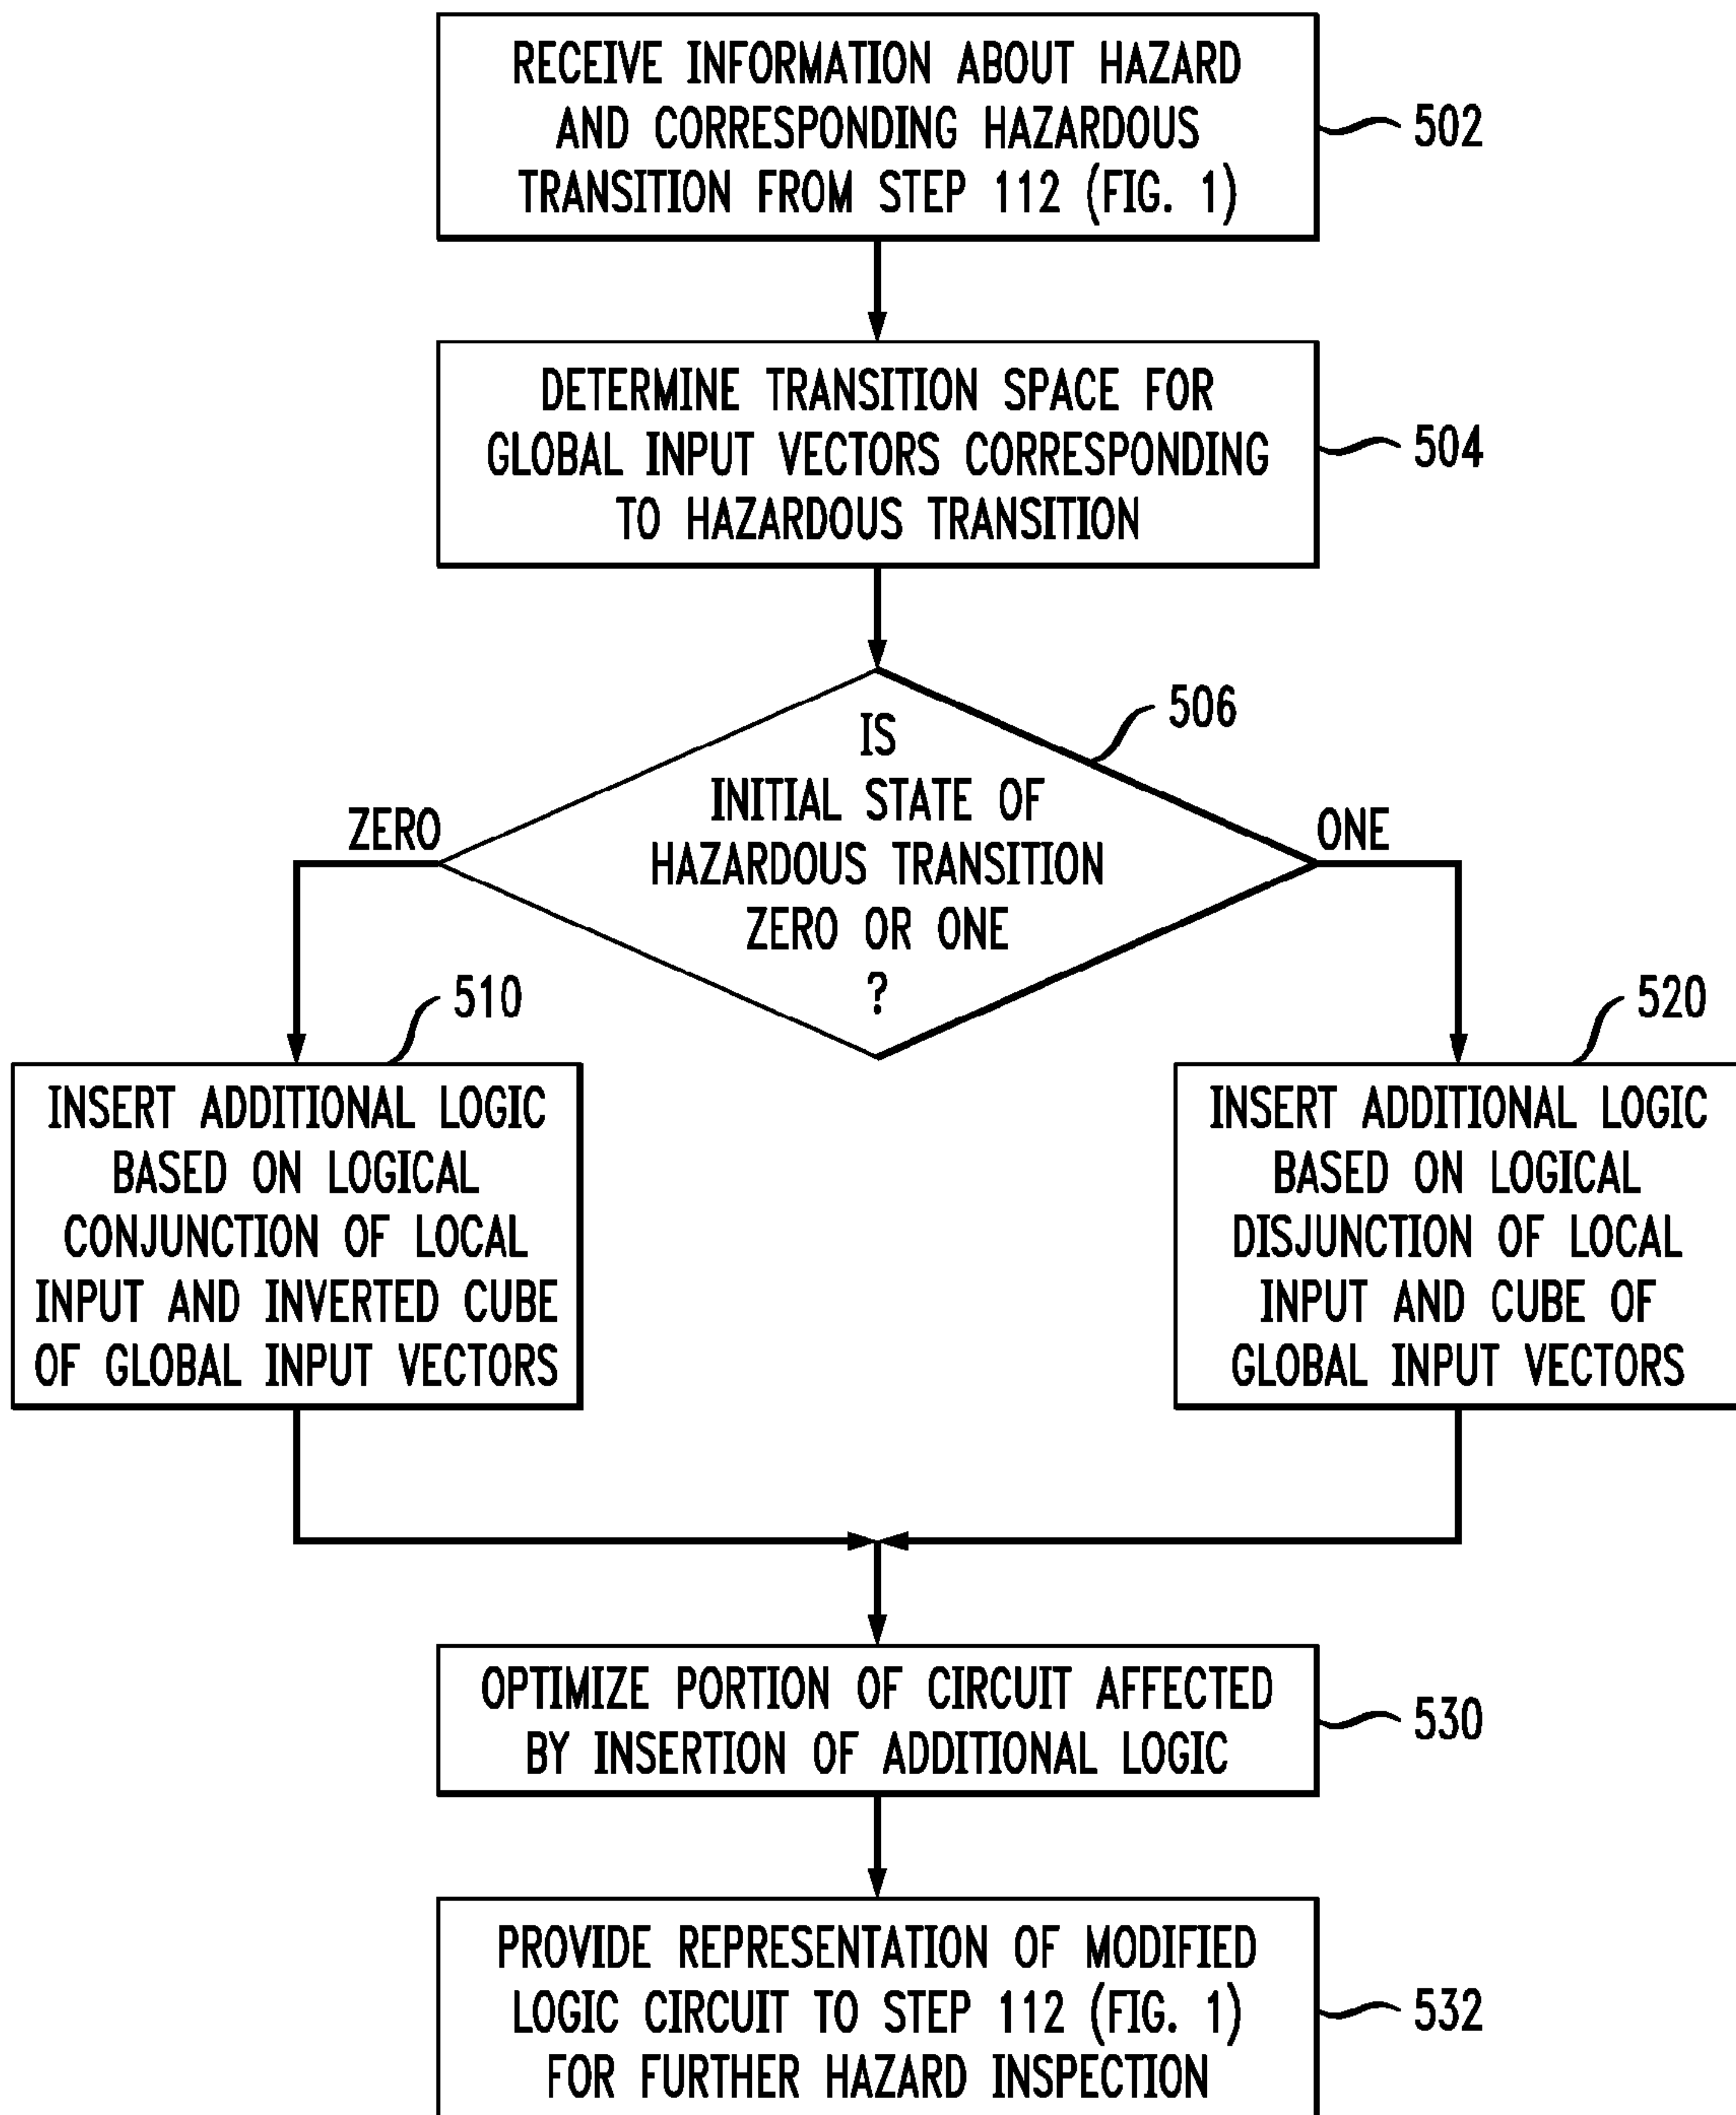 RECEIVE INFORMATION ABOUT HAZARD
AND CORRESPONDING HAZARDOUS
TRANSITION FROM STEP 112 (FIG. 1)
502
DETERMINE TRANSITION SPACE FOR
GLOBAL INPUT VECTORS CORRESPONDING
TO HAZARDOUS TRANSITION
504
506
IS
INITIAL STATE OF
HAZARDOUS TRANSITION
ZERO OR ONE
?
ZERO
ONE
510
INSERT ADDITIONAL LOGIC
BASED ON LOGICAL
CONJUNCTION OF LOCAL
INPUT AND INVERTED CUBE
OF GLOBAL INPUT VECTORS
520
INSERT ADDITIONAL LOGIC
BASED ON LOGICAL
DISJUNCTION OF LOCAL
INPUT AND CUBE OF
GLOBAL INPUT VECTORS
OPTIMIZE PORTION OF CIRCUIT AFFECTED
BY INSERTION OF ADDITIONAL LOGIC
530
PROVIDE REPRESENTATION OF MODIFIED
LOGIC CIRCUIT TO STEP 112 (FIG. 1)
FOR FURTHER HAZARD INSPECTION
532